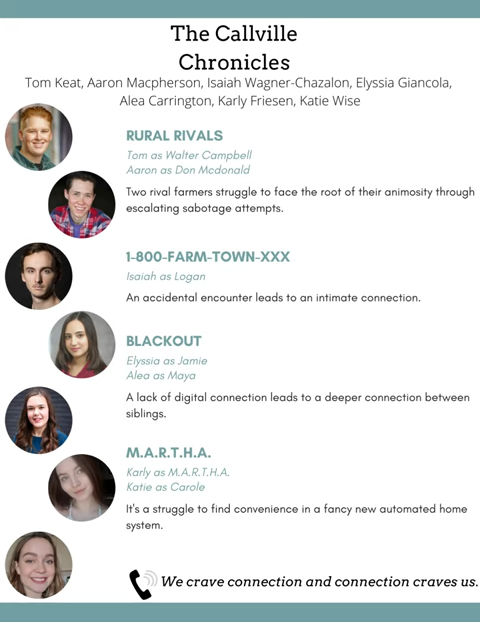 The Callville
Chronicles
Tom Keat, Aaron Macpherson, Isaiah Wagner-Chazalon, Elyssia Giancola,
Alea Carrington, Karly Friesen, Katie Wise
RURAL RIVALS
Tom as Walter Campbell
Aaron as Don Mcdonald
Two rival farmers struggle to face the root of their animosity through
escalating sabotage attempts.
1-800-FARM-TOWN-XXX
Isaiah as Logan
An accidental encounter leads to an intimate connection.
BLACKOUT
Elyssia as Jamie
Alea as Maya
A lack of digital connection leads to a deeper connection between
siblings.
M.A.R.T.H.A.
Karly as M.A.R.T.H.A.
Katie as Carole
It's a struggle to find convenience in a fancy new automated home
system.
We crave connection and connection craves us.